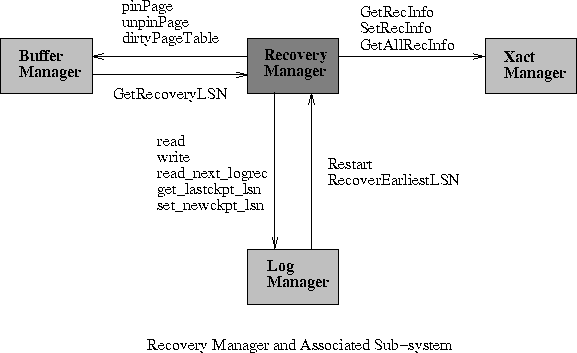 pinPage
unpinPage
dirtyPageTable
GetRecInfo
SetRecInfo
GetAllRecInfo
Buffer
Manager
Recovery
Manager
Xact
Manager
GetRecoveryLSN
read
write
read_next_logrec
get_lastckpt_lsn
set_newckpt_lsn
Restart
RecoverEarliestLSN
Log
Manager
Recovery Manager and Associated Sub-system